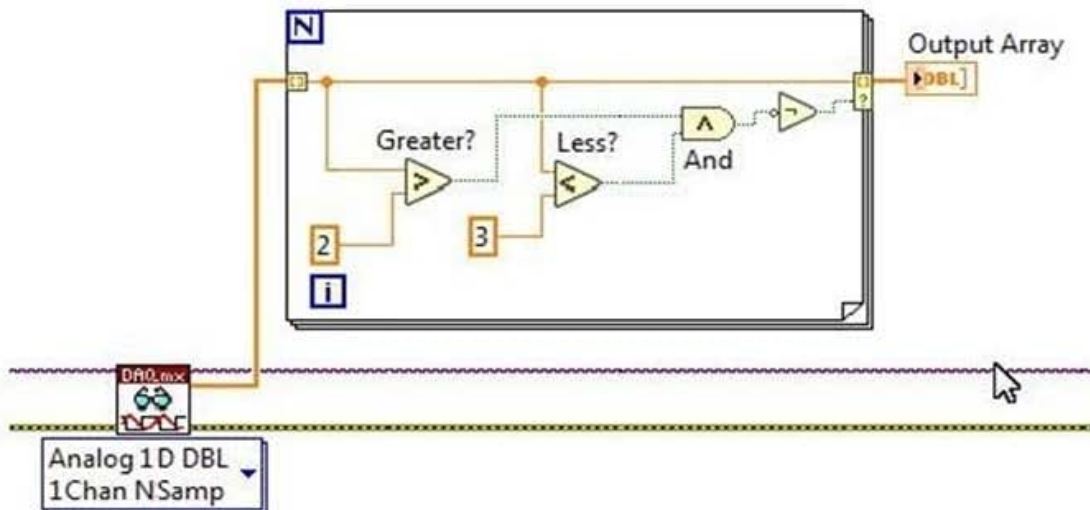 N
Output Array
DBL
?
Greater?
Less?
And
2
3
i
DAQmx
Analog 1D DBL
1Chan NSamp